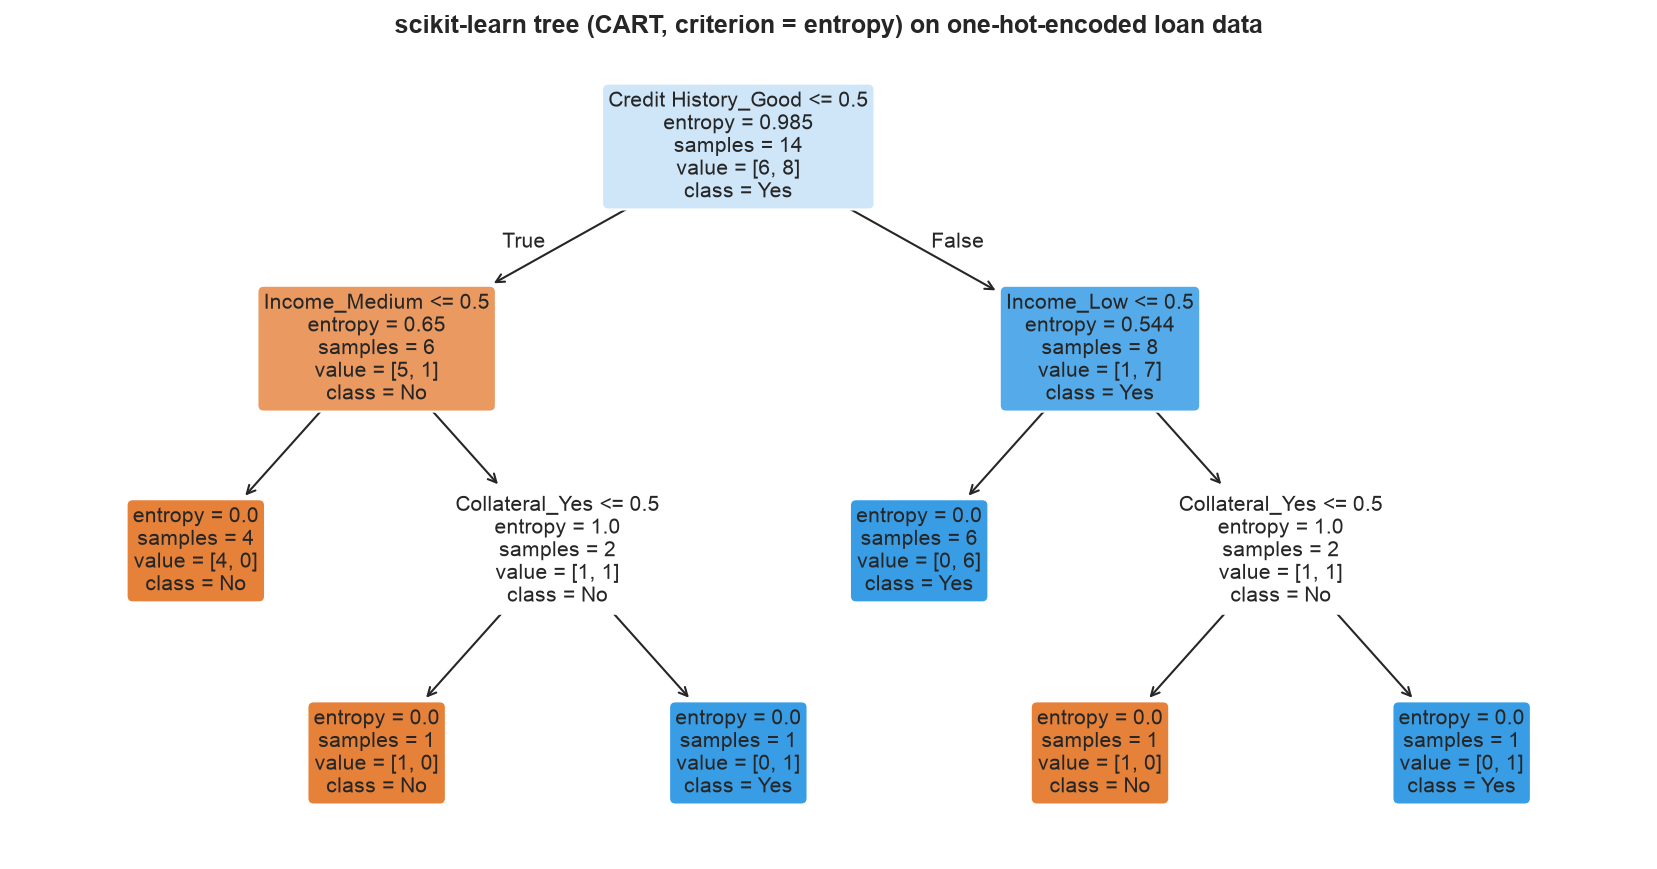 scikit-learn tree (CART, criterion = entropy) on one-hot-encoded loan data
Credit History_Good <= 0.5
entropy = 0.985
samples = 14
value = [6, 8]
class = Yes
True
False
Income_Medium <= 0.5
entropy = 0.65
samples = 6
value = [5, 1]
class = No
Income_Low <= 0.5
entropy = 0.544
samples = 8
value = [1, 7]
class = Yes
entropy = 0.0
samples = 4
value = [4, 0]
class = No
Collateral_Yes <= 0.5
entropy = 1.0
samples = 2
value = [1, 1]
class = No
entropy = 0.0
samples = 6
value = [0, 6]
class = Yes
Collateral_Yes <= 0.5
entropy = 1.0
samples = 2
value = [1, 1]
class = No
entropy = 0.0
samples = 1
value = [1, 0]
class = No
entropy = 0.0
samples = 1
value = [0, 1]
class = Yes
entropy = 0.0
samples = 1
value = [1, 0]
class = No
entropy = 0.0
samples = 1
value = [0, 1]
class = Yes